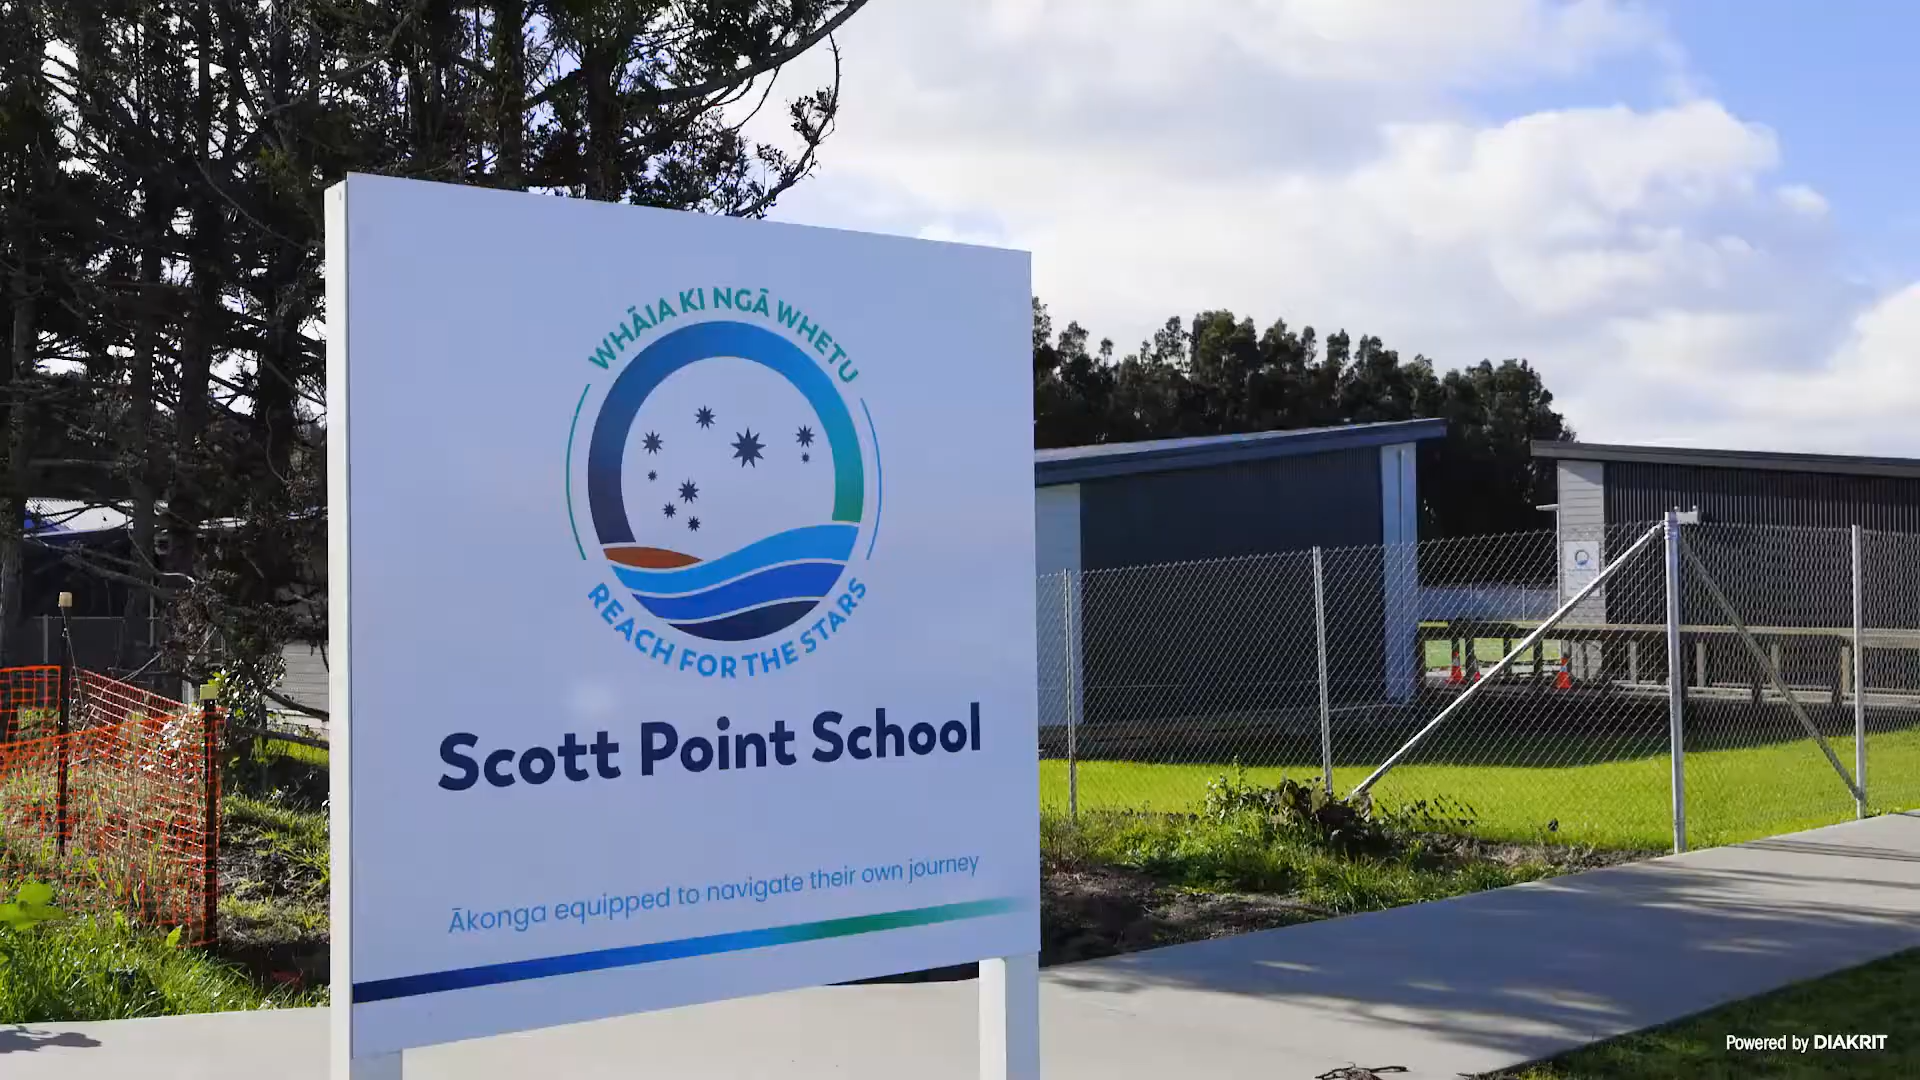 WHĀIA KI NGĀ WHETU
REACH FOR THE STARS
Scott Point School
Ākonga equipped to navigate their own journey
Powered by DIAKRIT